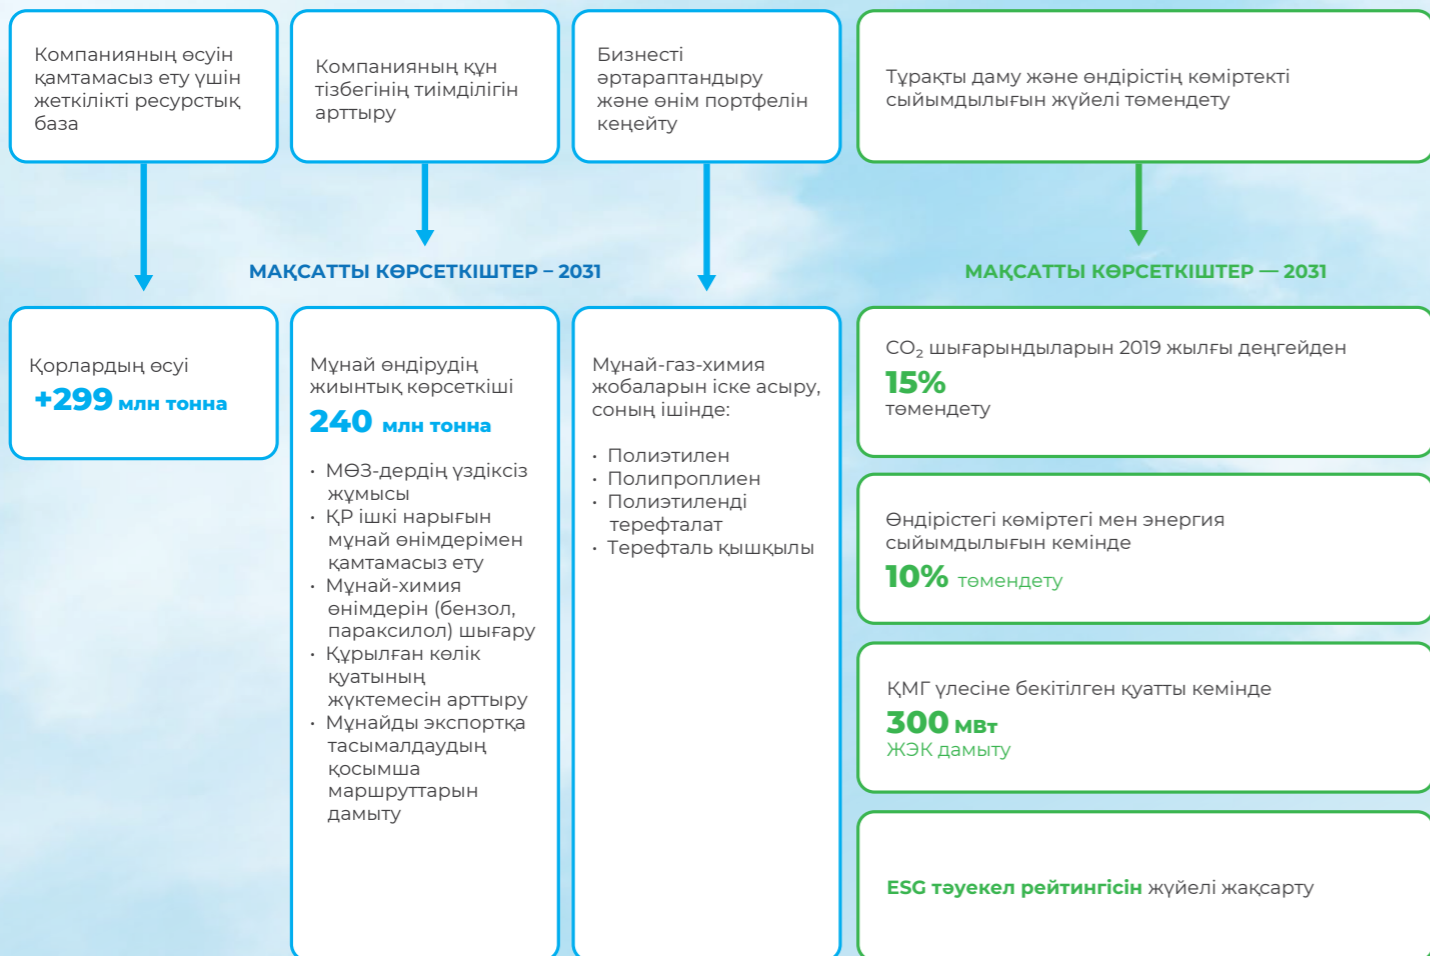 Компанияның өсуін
қамтамасыз ету үшін
жеткілікті ресурстық
база
Компанияның құн
тізбегінің тиімділігін
арттыру
Бизнесті
әртараптандыру
және өнім портфелін
кеңейту
Тұрақты даму және өндірістің көміртекті
сыйымдылығын жүйелі төмендету
МАҚСАТТЫ КӨРСЕТКІШТЕР – 2031
МАҚСАТТЫ КӨРСЕТКІШТЕР — 2031
Қорлардың өсуі
+299 млн тонна
Мұнай өндірудің
жиынтық көрсеткіші
240 млн тонна
• МӨЗ-дердің үздіксіз
жұмысы
• ҚР ішкі нарығын
мұнай өнімдерімен
қамтамасыз ету
• Мұнай-химия
өнімдерін (бензол,
параксилол) шығару
• Құрылған көлік
қуатының
жүктемесін арттыру
• Мұнайды экспортқа
тасымалдаудың
қосымша
маршруттарын
дамыту
Мұнай-газ-химия
жобаларын іске асыру,
соның ішінде:
• Полиэтилен
• Полипроплиен
• Полиэтиленді
терефталат
• Терефталь қышқылы
CO₂ шығарындыларын 2019 жылғы деңгейден
15%
төмендету
Өндірістегі көміртегі мен энергия
сыйымдылығын кемінде
10% төмендету
ҚМГ үлесіне бекітілген қуатты кемінде
300 МВт
ЖЭК дамыту
ESG тәуекел рейтингісін жүйелі жақсарту